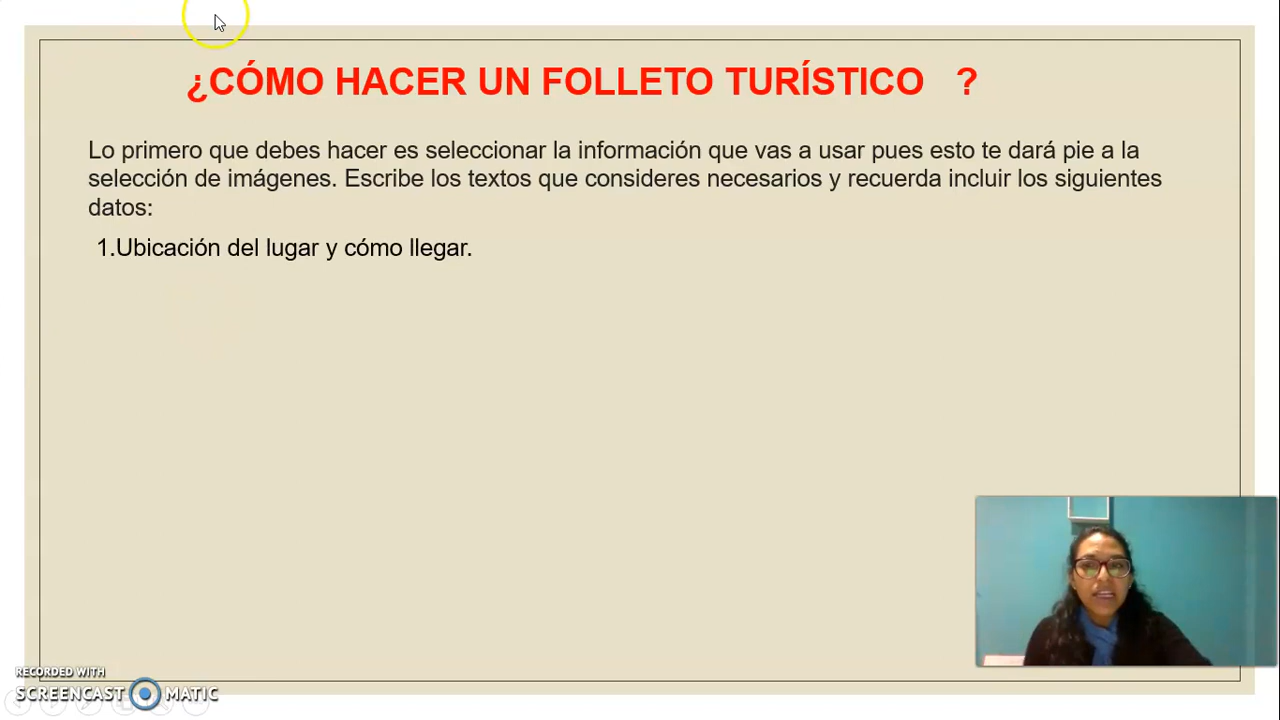 ¿CÓMO HACER UN FOLLETO TURÍSTICO ?
Lo primero que debes hacer es seleccionar la información que vas a usar pues esto te dará pie a la
selección de imágenes. Escribe los textos que consideres necesarios y recuerda incluir los siguientes
datos:
1.Ubicación del lugar y cómo llegar.
RECORDED WITH
SCREENCAST MATIC